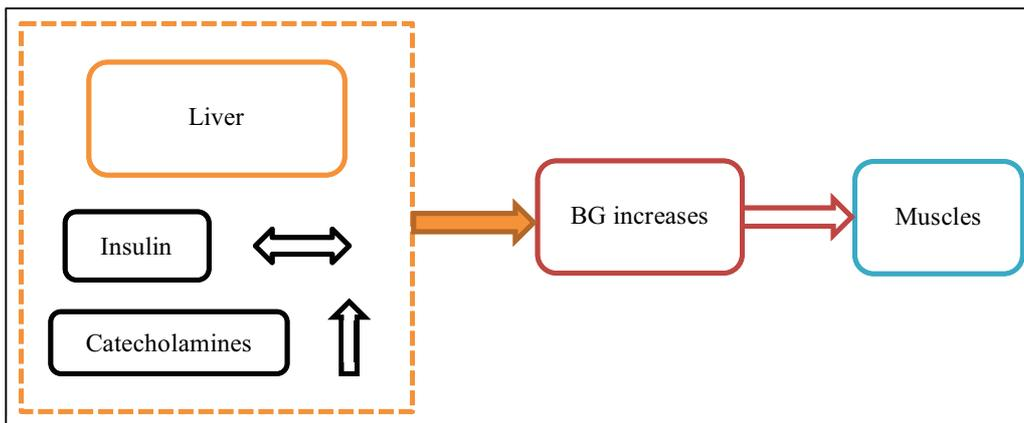 Liver
Insulin
Catecholamines
BG increases
Muscles